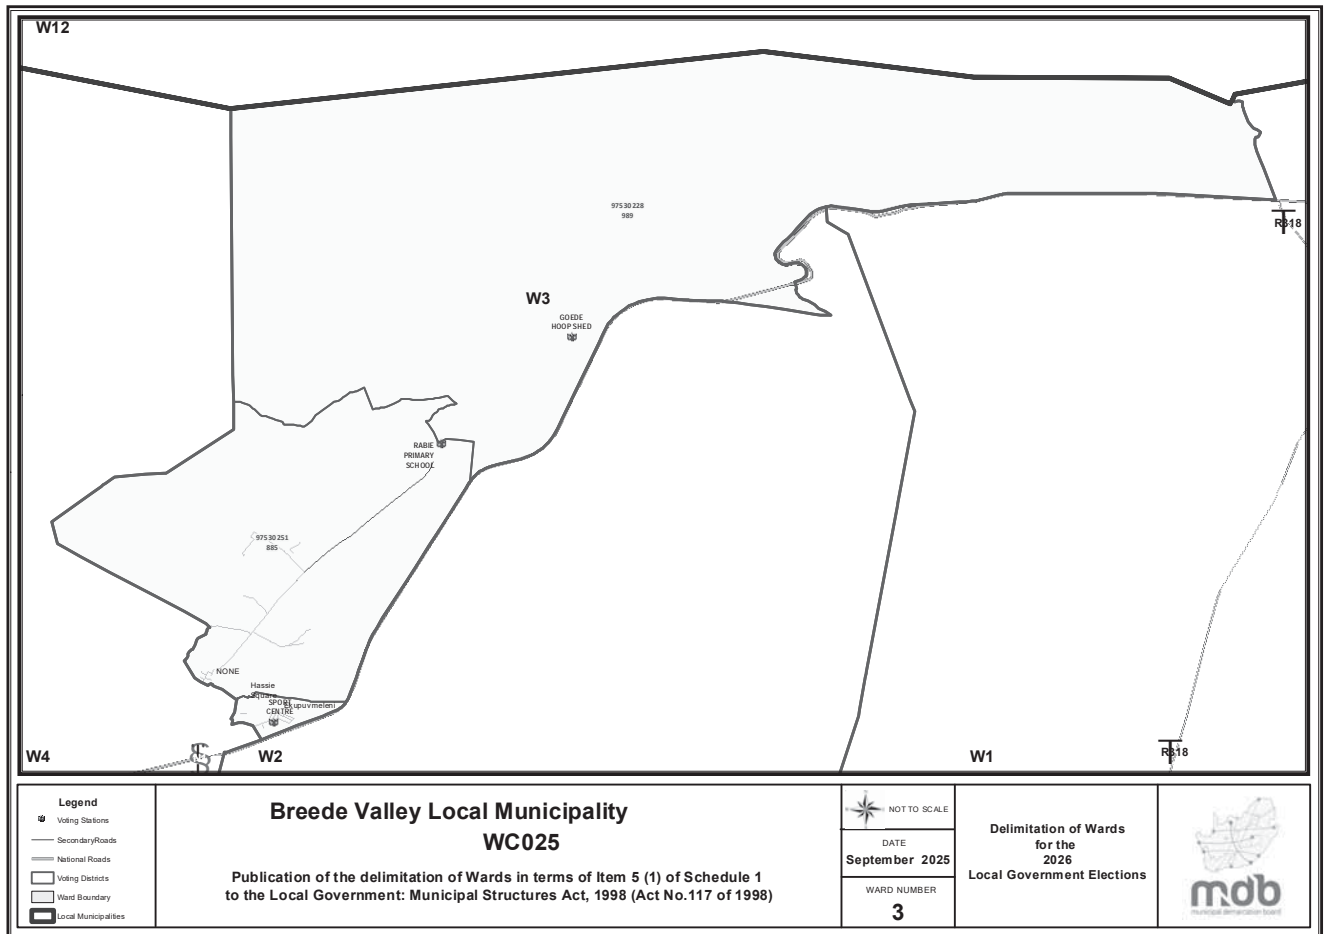 W12
97530228
989
R318
W3
GOEDE
HOOP SHED
RABIE
PRIMARY
SCHOOL
97530251
885
NONE
Hassie
Square
SPORT
CENTRE
W4
W2
W1
R318
Legend
Voting Stations
SecondaryRoads
National Roads
Voting Districts
Ward Boundary
Local Municipalities
Breede Valley Local Municipality
WC025
Publication of the delimitation of Wards in terms of Item 5 (1) of Schedule 1
to the Local Government: Municipal Structures Act, 1998 (Act No.117 of 1998)
NOT TO SCALE
DATE
September 2025
WARD NUMBER
3
Delimitation of Wards
for the
2026
Local Government Elections
mdb
municipal demarcation board